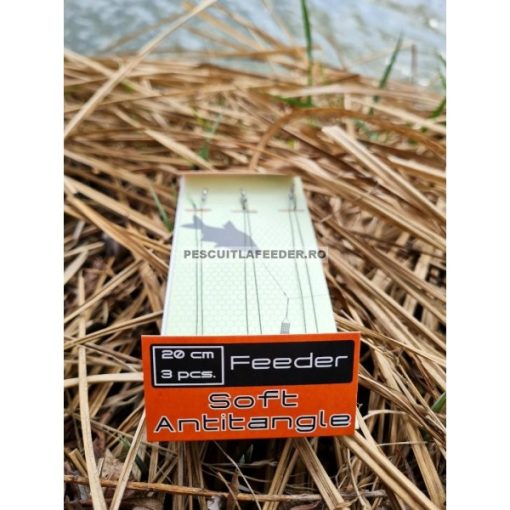 PESCUITLAFEEDER.RO
20 cm
3 pcs.
Feeder
Soft
Antitangle